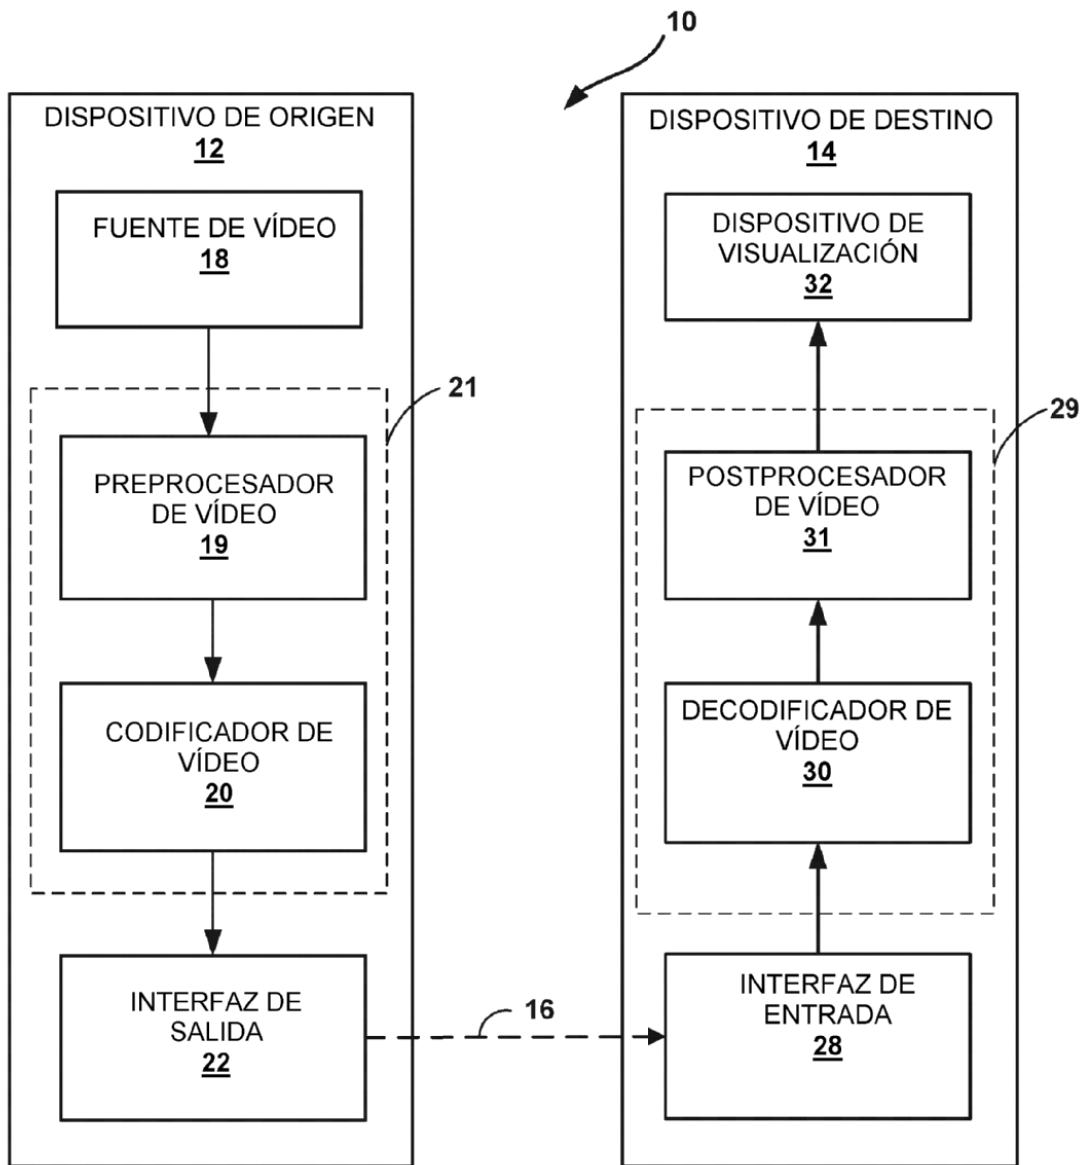 10
DISPOSITIVO DE ORIGEN
12
FUENTE DE VÍDEO
18
21
PREPROCESADOR
DE VÍDEO
19
CODIFICADOR DE
VÍDEO
20
INTERFAZ DE
SALIDA
22
16
DISPOSITIVO DE DESTINO
14
DISPOSITIVO DE
VISUALIZACIÓN
32
29
POSTPROCESADOR
DE VÍDEO
31
DECODIFICADOR DE
VÍDEO
30
INTERFAZ DE
ENTRADA
28